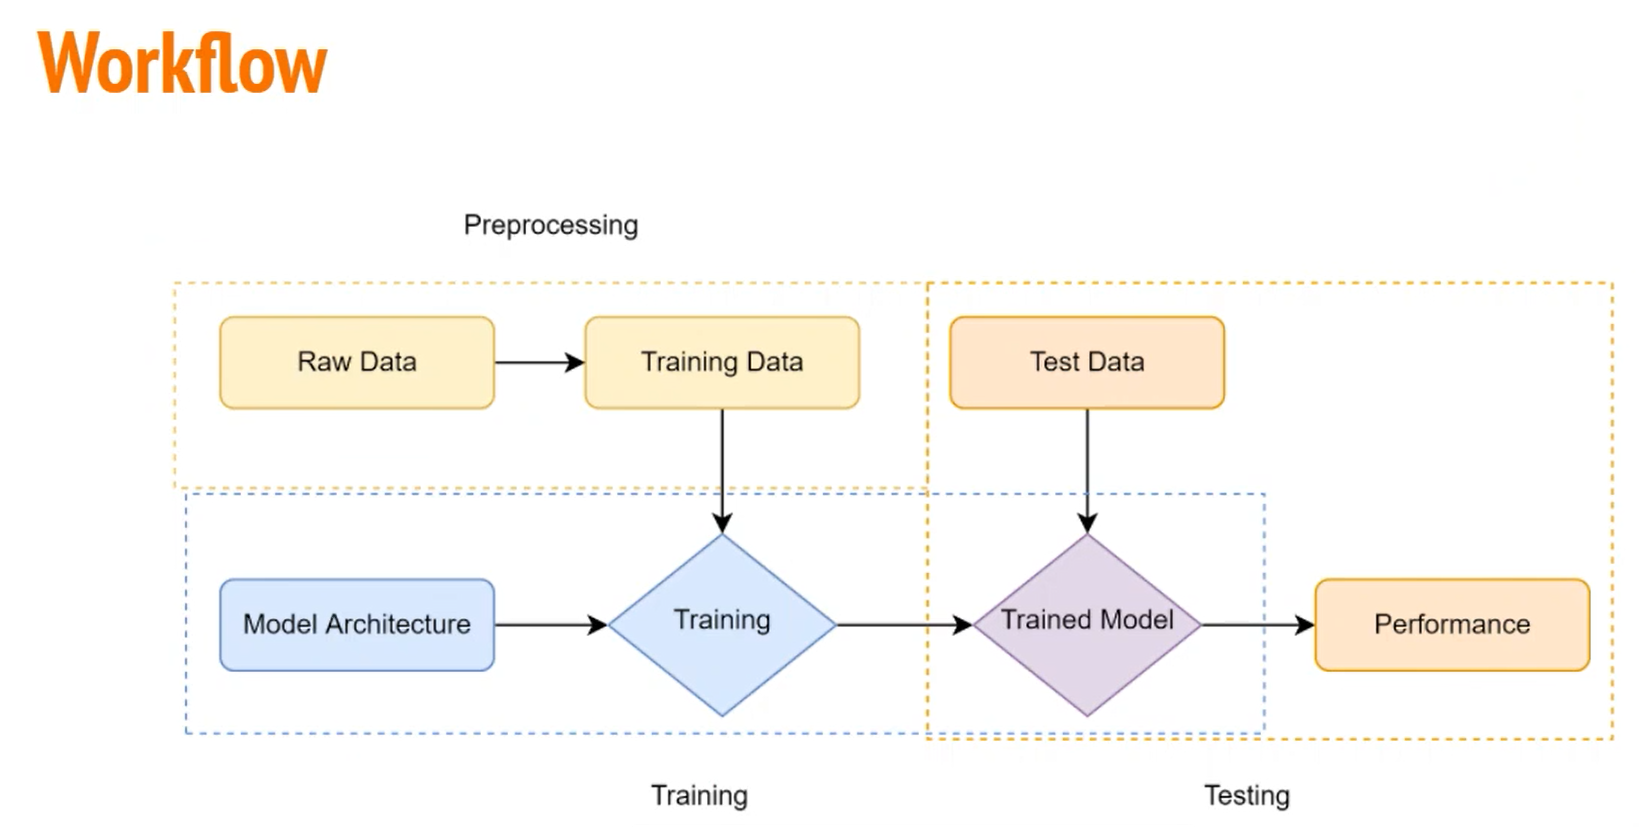 Workflow
Preprocessing
Raw Data
Training Data
Test Data
Model Architecture
Training
Trained Model
Performance
Training
Testing